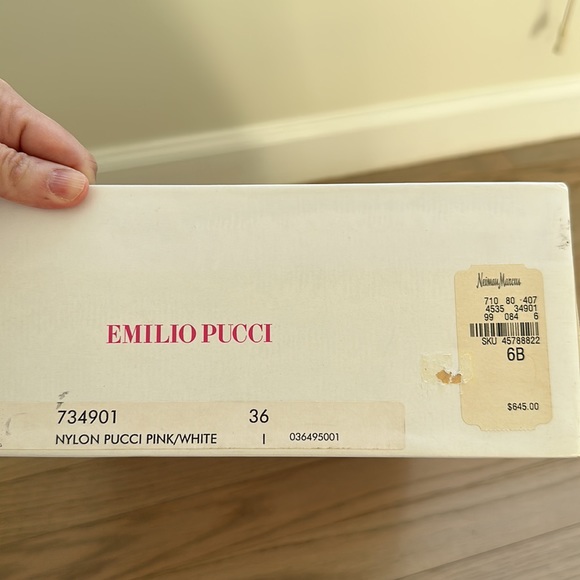 EMILIO PUCCI
734901 36
NYLON PUCCI PINK/WHITE I 036495001
Neiman Marcus
710 80 407
4535 34901
99 084 6
SKU 45788822
6B
$645.00